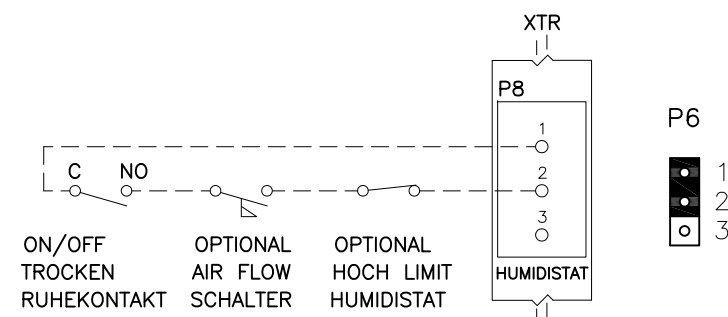 XTR
P8
P6
1
1
C NO
2
2
3
3
ON/OFF OPTIONAL OPTIONAL
TROCKEN AIR FLOW HOCH LIMIT HUMIDISTAT
RUHEKONTAKT SCHALTER HUMIDISTAT